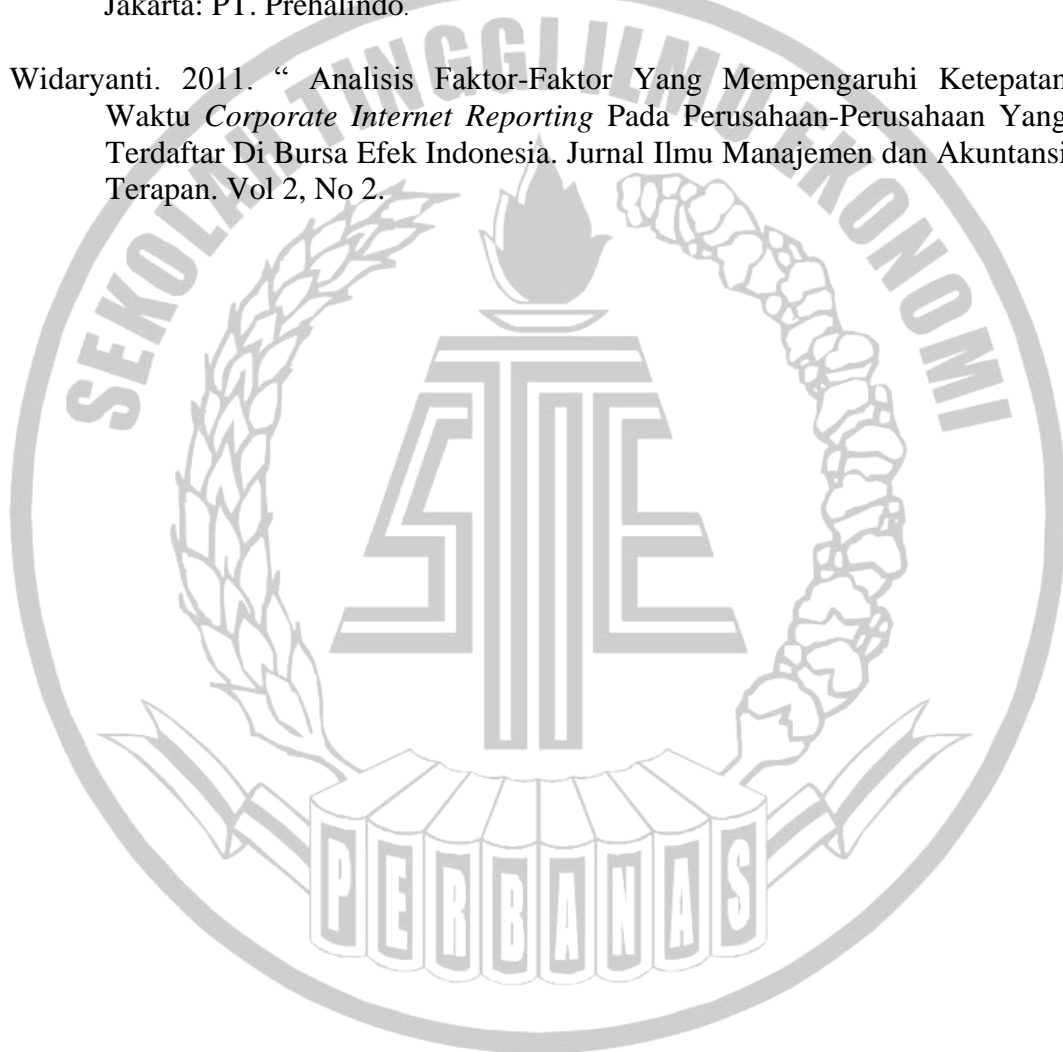 Jakarta: PT. Prehalindo.
Widaryanti. 2011. “ Analisis Faktor-Faktor Yang Mempengaruhi Ketepatan
Waktu Corporate Internet Reporting Pada Perusahaan-Perusahaan Yang
Terdaftar Di Bursa Efek Indonesia. Jurnal Ilmu Manajemen dan Akuntansi
Terapan. Vol 2, No 2.
SEKOLAH TINGGI ILMU EKONOMI
STIE
PERBANAS